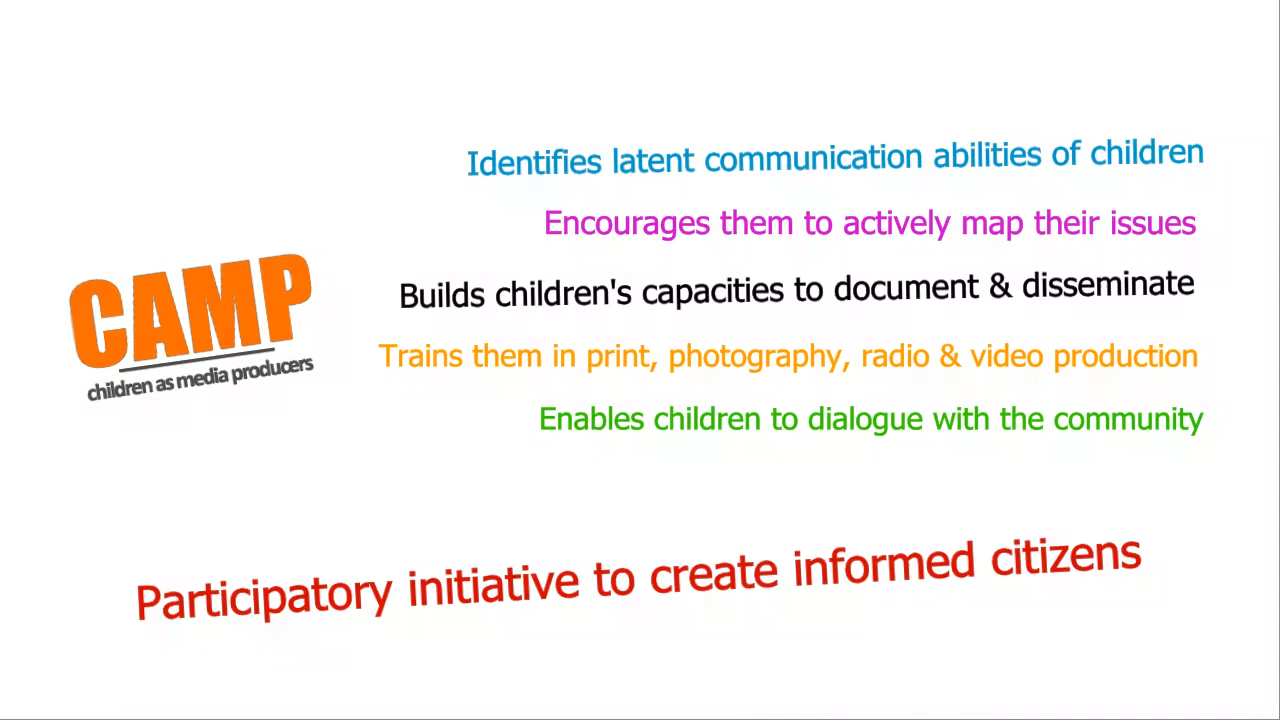 Identifies latent communication abilities of children
Encourages them to actively map their issues
CAMP
children as media producers
Builds children's capacities to document & disseminate
Trains them in print, photography, radio & video production
Enables children to dialogue with the community
Participatory initiative to create informed citizens